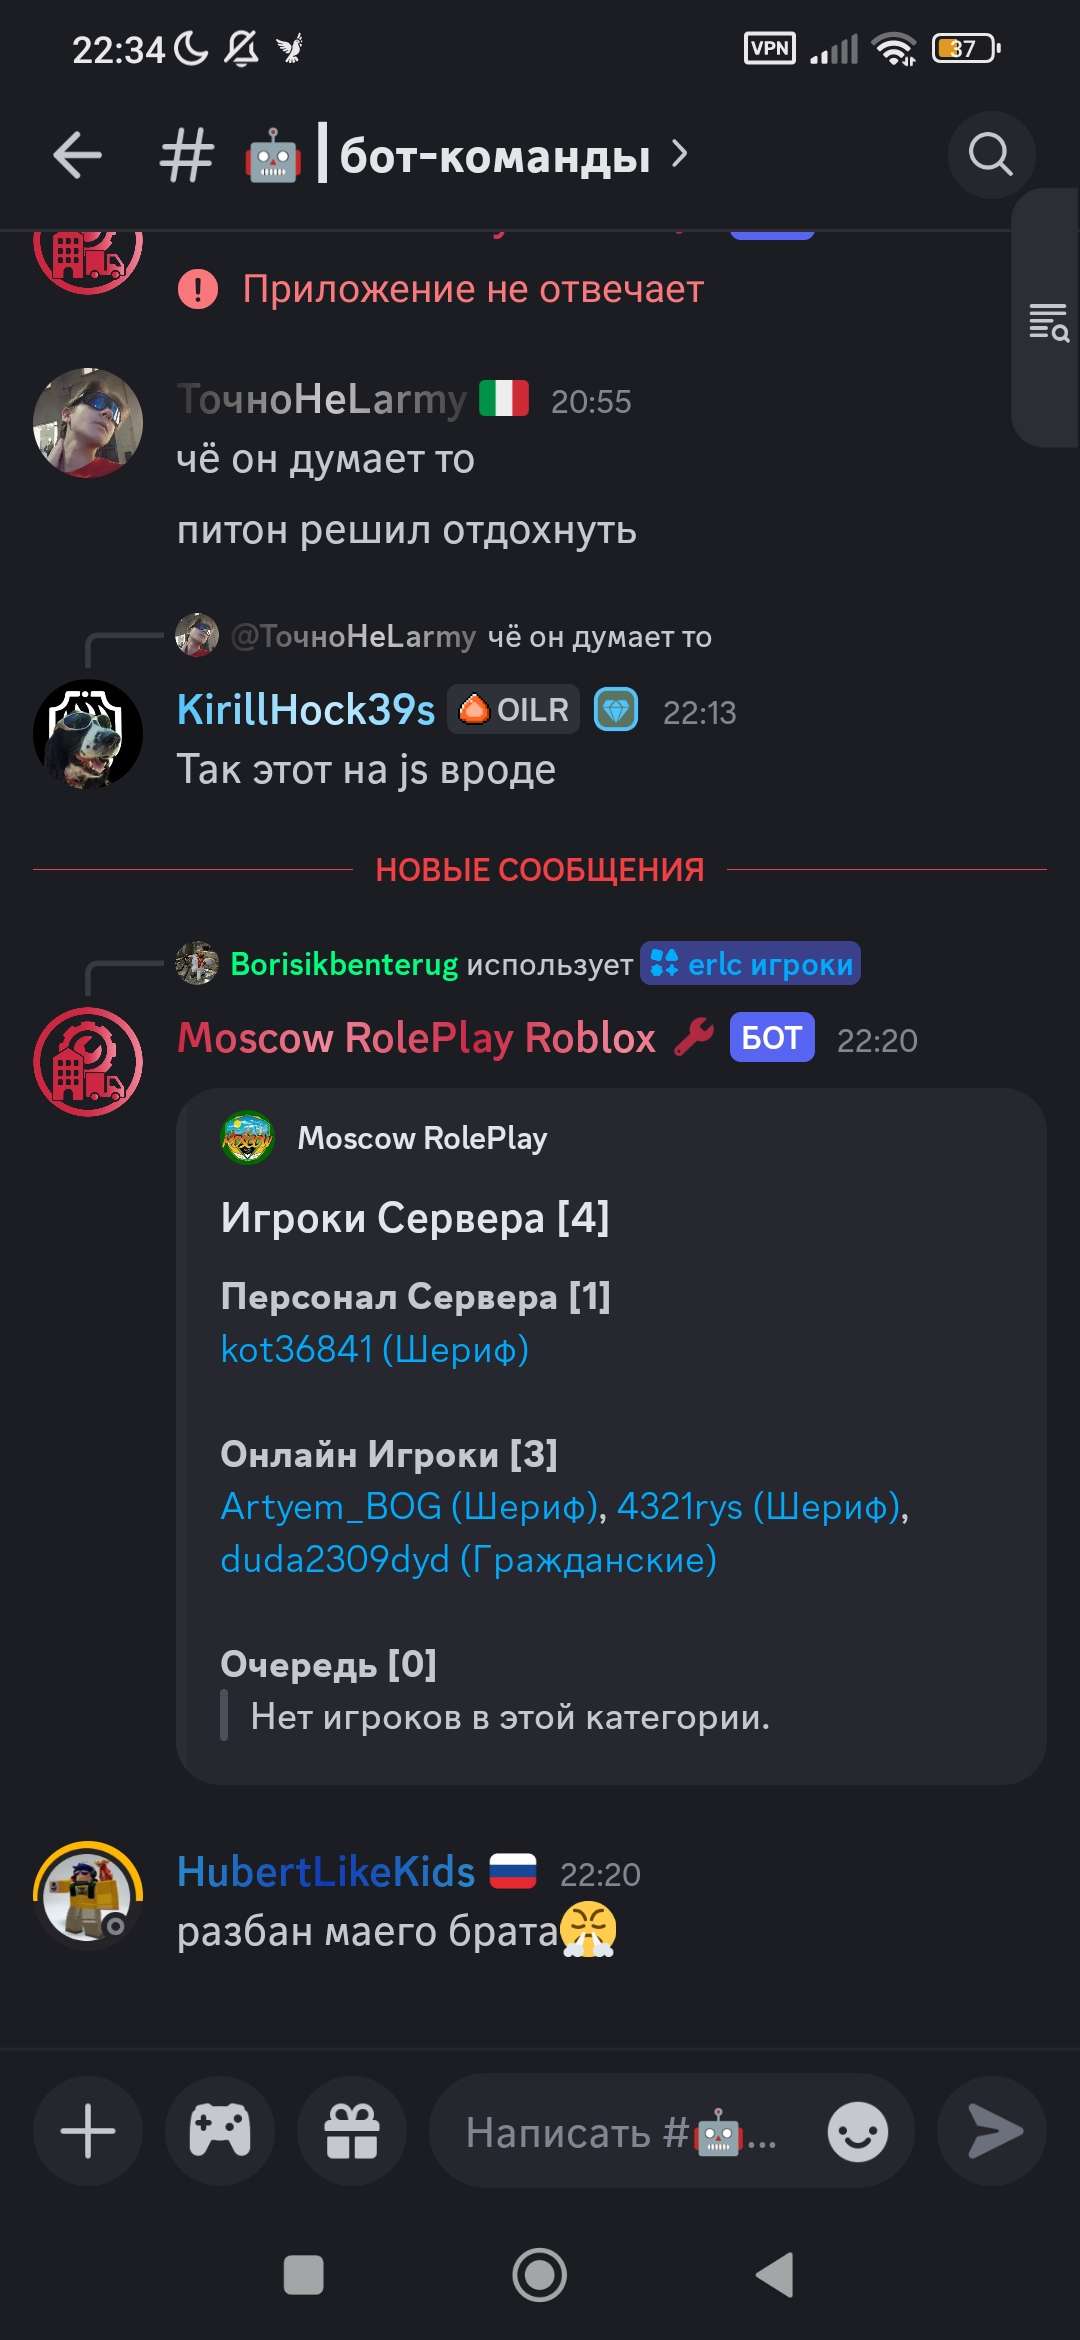 22:34
VPN
37
# 🤖┃бот-команды
Приложение не отвечает
ТочноНеLarmy 🇮🇹 20:55
чё он думает то
питон решил отдохнуть
@ТочноНеLarmy чё он думает то
KirillHock39s OILR 22:13
Так этот на js вроде
НОВЫЕ СООБЩЕНИЯ
Borisikbenterug использует erlc игроки
Moscow RolePlay Roblox БОТ 22:20
Moscow RolePlay
Игроки Сервера [4]
Персонал Сервера [1]
kot36841 (Шериф)
Онлайн Игроки [3]
Artyem_BOG (Шериф), 4321rys (Шериф),
duda2309dyd (Гражданские)
Очередь [0]
Нет игроков в этой категории.
HubertLikeKids 🇷🇺 22:20
разбан маего брата😤
Написать #🤖...